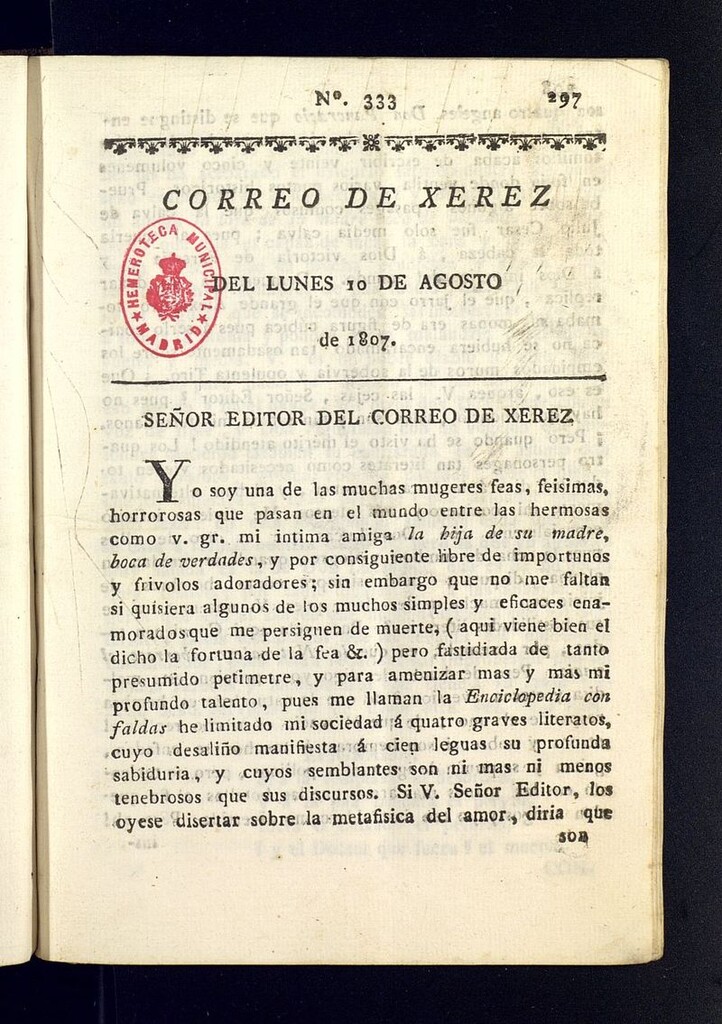 Nº. 333 297
CORREO DE XEREZ
HEMEROTECA MUNICIPAL
MADRID
DEL LUNES 10 DE AGOSTO
de 1807.
SEÑOR EDITOR DEL CORREO DE XEREZ
Yo soy una de las muchas mugeres feas, feisimas,
horrorosas que pasan en el mundo entre las hermosas
como v. gr. mi intima amiga la hija de su madre,
boca de verdades, y por consiguiente libre de importunos
y frivolos adoradores; sin embargo que no me faltan
si quisiera algunos de los muchos simples y eficaces ena-
morados que me persiguen de muerte, (aqui viene bien el
dicho la fortuna de la fea &.) pero fastidiada de tanto
presumido petimetre, y para amenizar mas y mas mi
profundo talento, pues me llaman la Enciclopedia con
faldas he limitado mi sociedad á quatro graves literatos,
cuyo desaliño manifiesta á cien leguas su profunda
sabiduria, y cuyos semblantes son ni mas ni menos
tenebrosos que sus discursos. Si V. Señor Editor, los
oyese disertar sobre la metafisica del amor, diria que
son